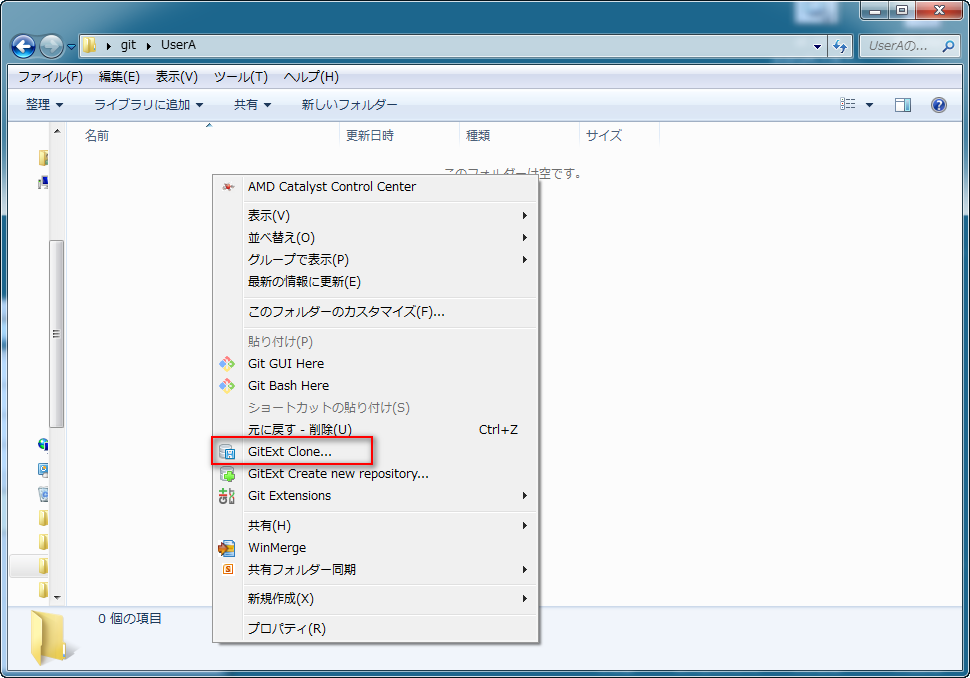 git ▸ UserA
UserAの...
ファイル(F) 編集(E) 表示(V) ツール(T) ヘルプ(H)
整理 ライブラリに追加 共有 新しいフォルダー
名前 更新日時 種類 サイズ
このフォルダーは空です。
AMD Catalyst Control Center
表示(V)
並べ替え(O)
グループで表示(P)
最新の情報に更新(E)
このフォルダーのカスタマイズ(F)...
貼り付け(P)
Git GUI Here
Git Bash Here
ショートカットの貼り付け(S)
元に戻す - 削除(U) Ctrl+Z
GitExt Clone...
GitExt Create new repository...
Git Extensions
共有(H)
WinMerge
共有フォルダー同期
新規作成(X)
プロパティ(R)
0 個の項目